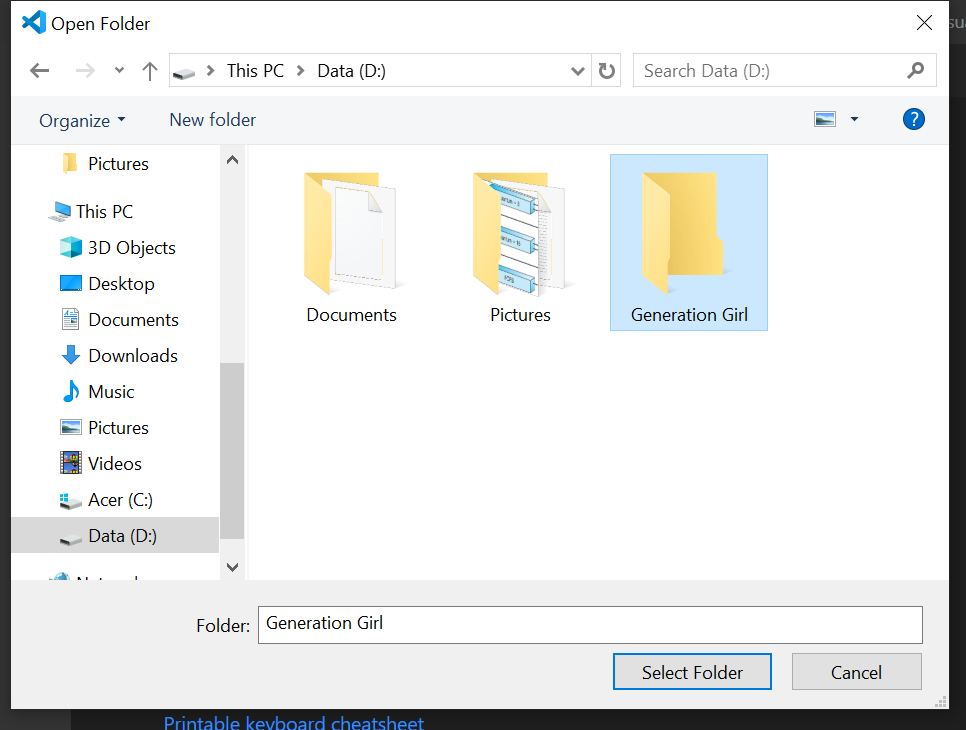 Open Folder
This PC
Data (D:)
Search Data (D:)
Organize
New folder
?
Pictures
This PC
3D Objects
Desktop
Documents
Downloads
Music
Pictures
Videos
Acer (C:)
Data (D:)
Documents
Pictures
Generation Girl
Folder:
Generation Girl
Select Folder
Cancel
Printable keyboard cheatsheet